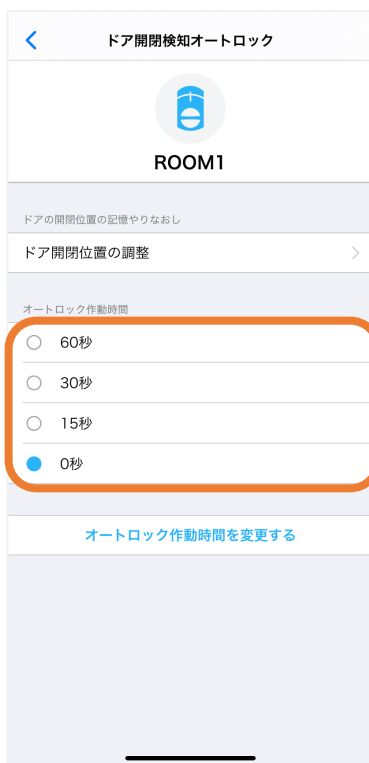 ドア開閉検知オートロック
ROOM1
ドアの開閉位置の記憶やりなおし
ドア開閉位置の調整
オートロック作動時間
60秒
30秒
15秒
0秒
オートロック作動時間を変更する